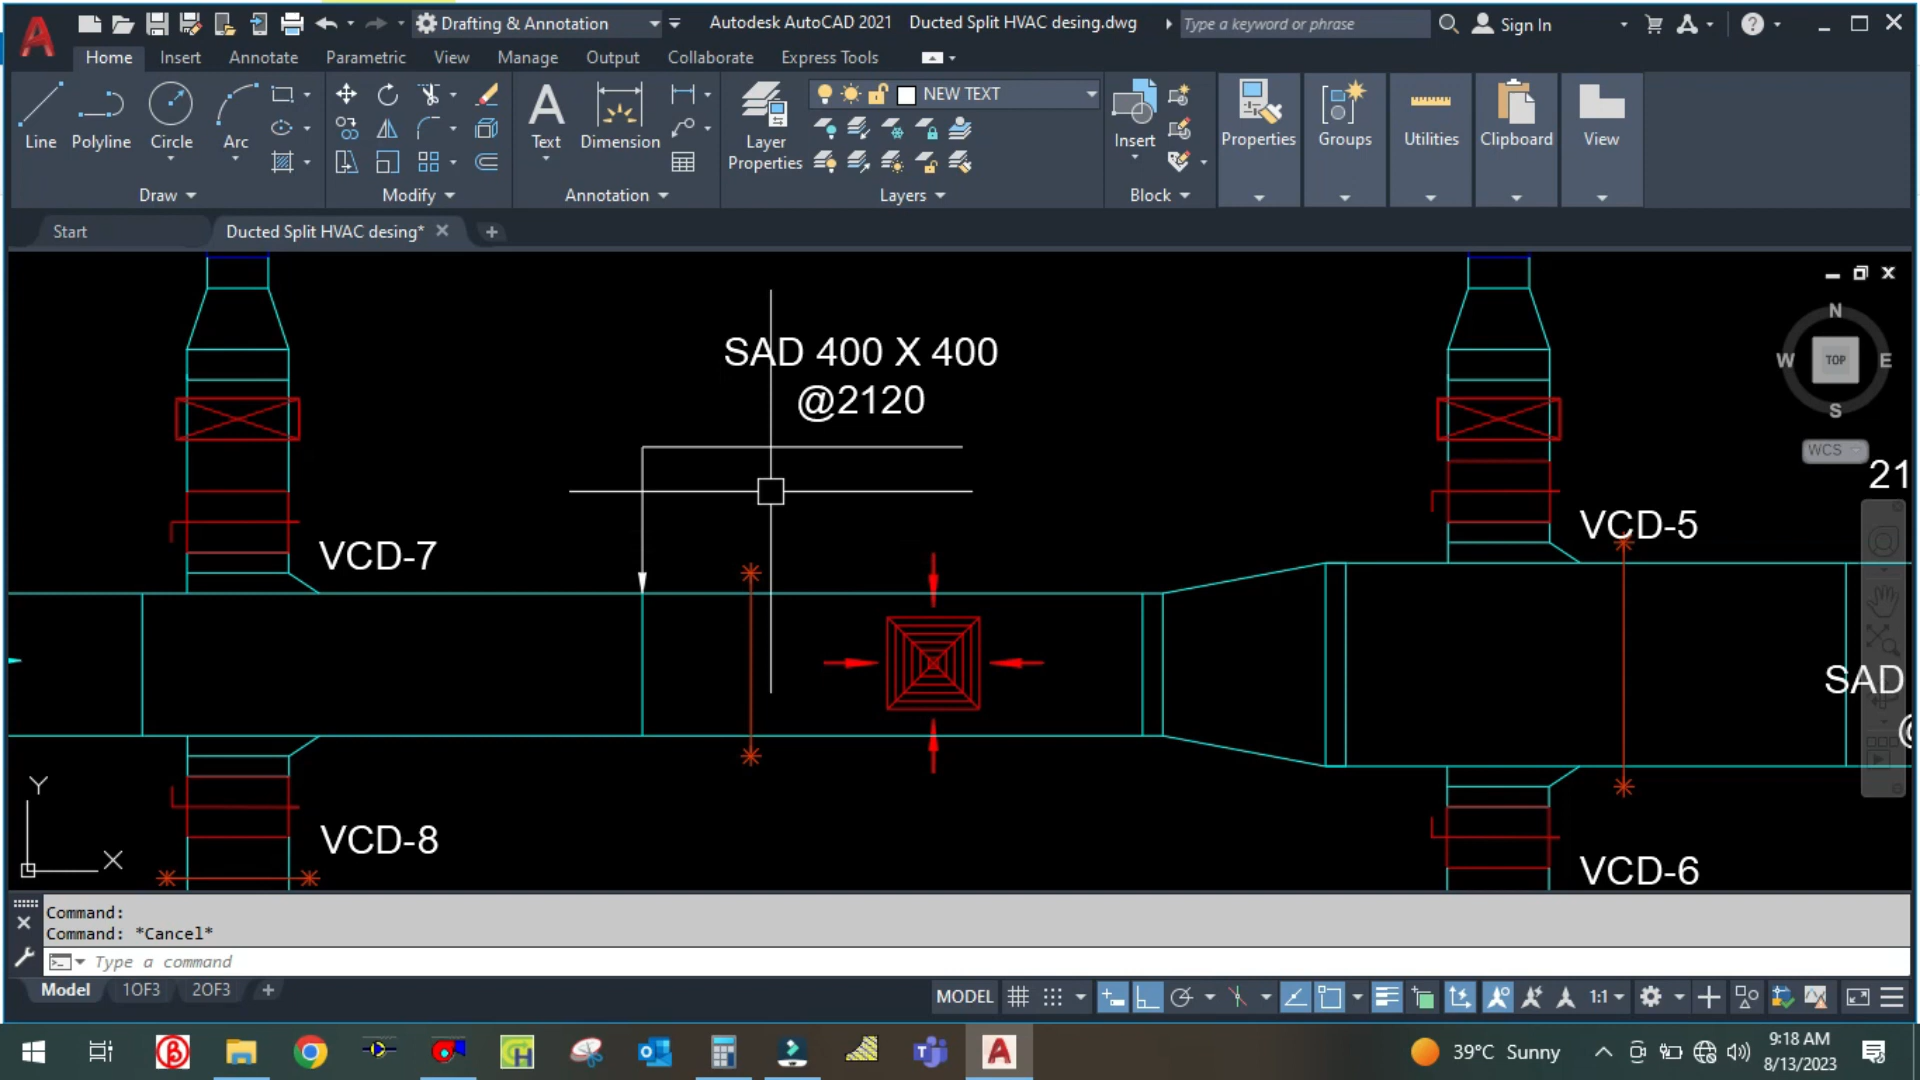 Drafting & Annotation
Autodesk AutoCAD 2021
Ducted Split HVAC desing.dwg
Type a keyword or phrase
Sign In
Home
Insert
Annotate
Parametric
View
Manage
Output
Collaborate
Express Tools
Line
Polyline
Circle
Arc
Text
Dimension
Layer Properties
NEW TEXT
Insert
Properties
Groups
Utilities
Clipboard
View
Draw
Modify
Annotation
Layers
Block
Start
Ducted Split HVAC desing*
SAD 400 X 400
@2120
N
W
TOP
E
S
WCS
21
VCD-5
VCD-7
SAD
@
VCD-8
VCD-6
Y
X
Command:
Command: *Cancel*
Type a command
Model
1OF3
2OF3
MODEL
1:1
39°C Sunny
9:18 AM
8/13/2023